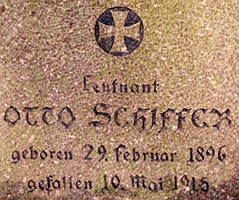 Leutnant
OTTO SCHIFFER
geboren 29. Februar 1896
gefallen 10. Mai 1915